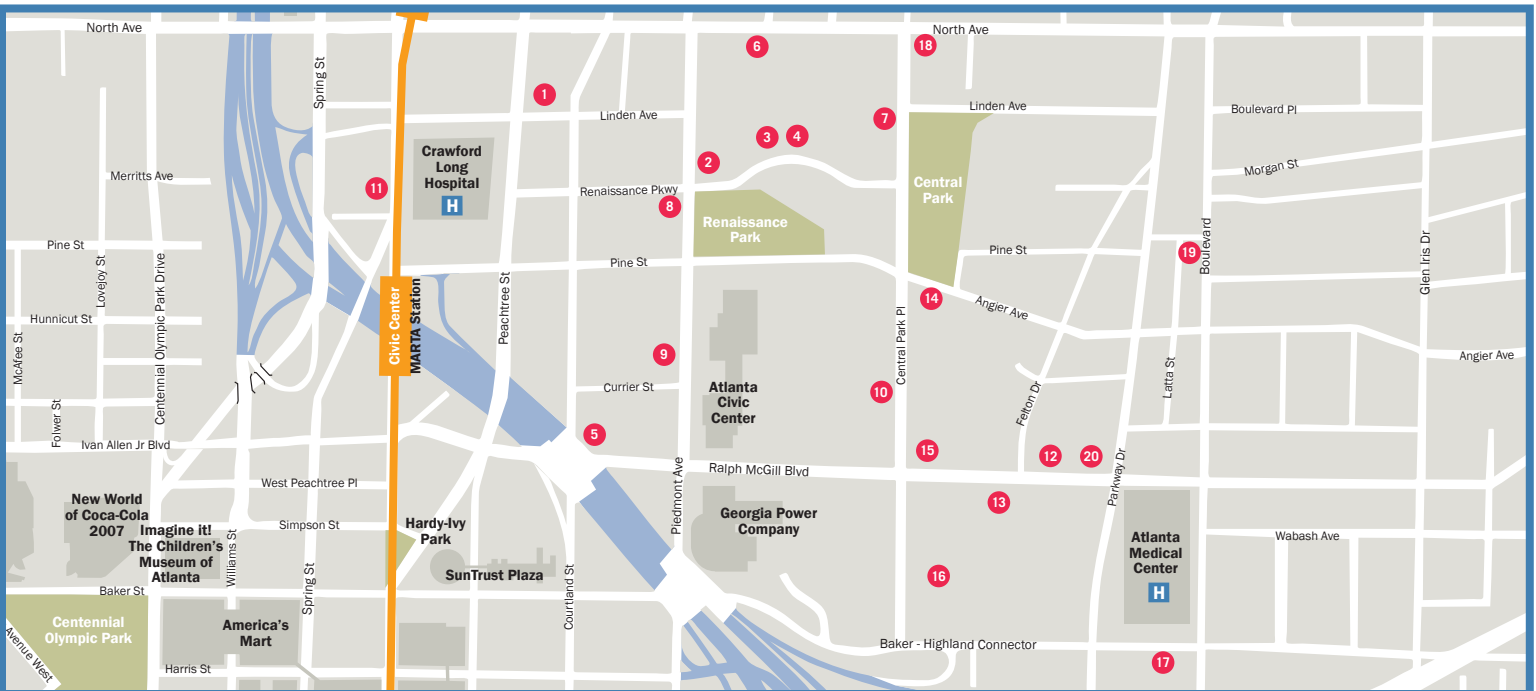 North Ave
North Ave
6
18
Spring St
1
Linden Ave
7
Linden Ave
Boulevard Pl
3
4
Crawford
Long
Hospital
H
2
Merritts Ave
11
Renaissance Pkwy
8
Central
Park
Morgan St
Renaissance
Park
Pine St
Lovejoy St
Centennial Olympic Park Drive
Pine St
Pine St
19
Boulevard
Glen Iris Dr
Peachtree St
14
Angier Ave
Hunnicut St
McAfee St
Civic Center
MARTA Station
9
Central Park Pl
Angier Ave
Latta St
Currier St
Atlanta
Civic
Center
10
Felton Dr
Folwer St
Ivan Allen Jr Blvd
5
15
12
20
Ralph McGill Blvd
Piedmont Ave
Parkway Dr
West Peachtree Pl
13
New World
of Coca-Cola
2007
Imagine it!
The Children's
Museum of
Atlanta
Simpson St
Hardy-Ivy
Park
Georgia Power
Company
Atlanta
Medical
Center
H
Wabash Ave
Williams St
Spring St
SunTrust Plaza
Courtland St
16
Baker St
Centennial
Olympic Park
America's
Mart
Baker - Highland Connector
17
Avenue West
Harris St